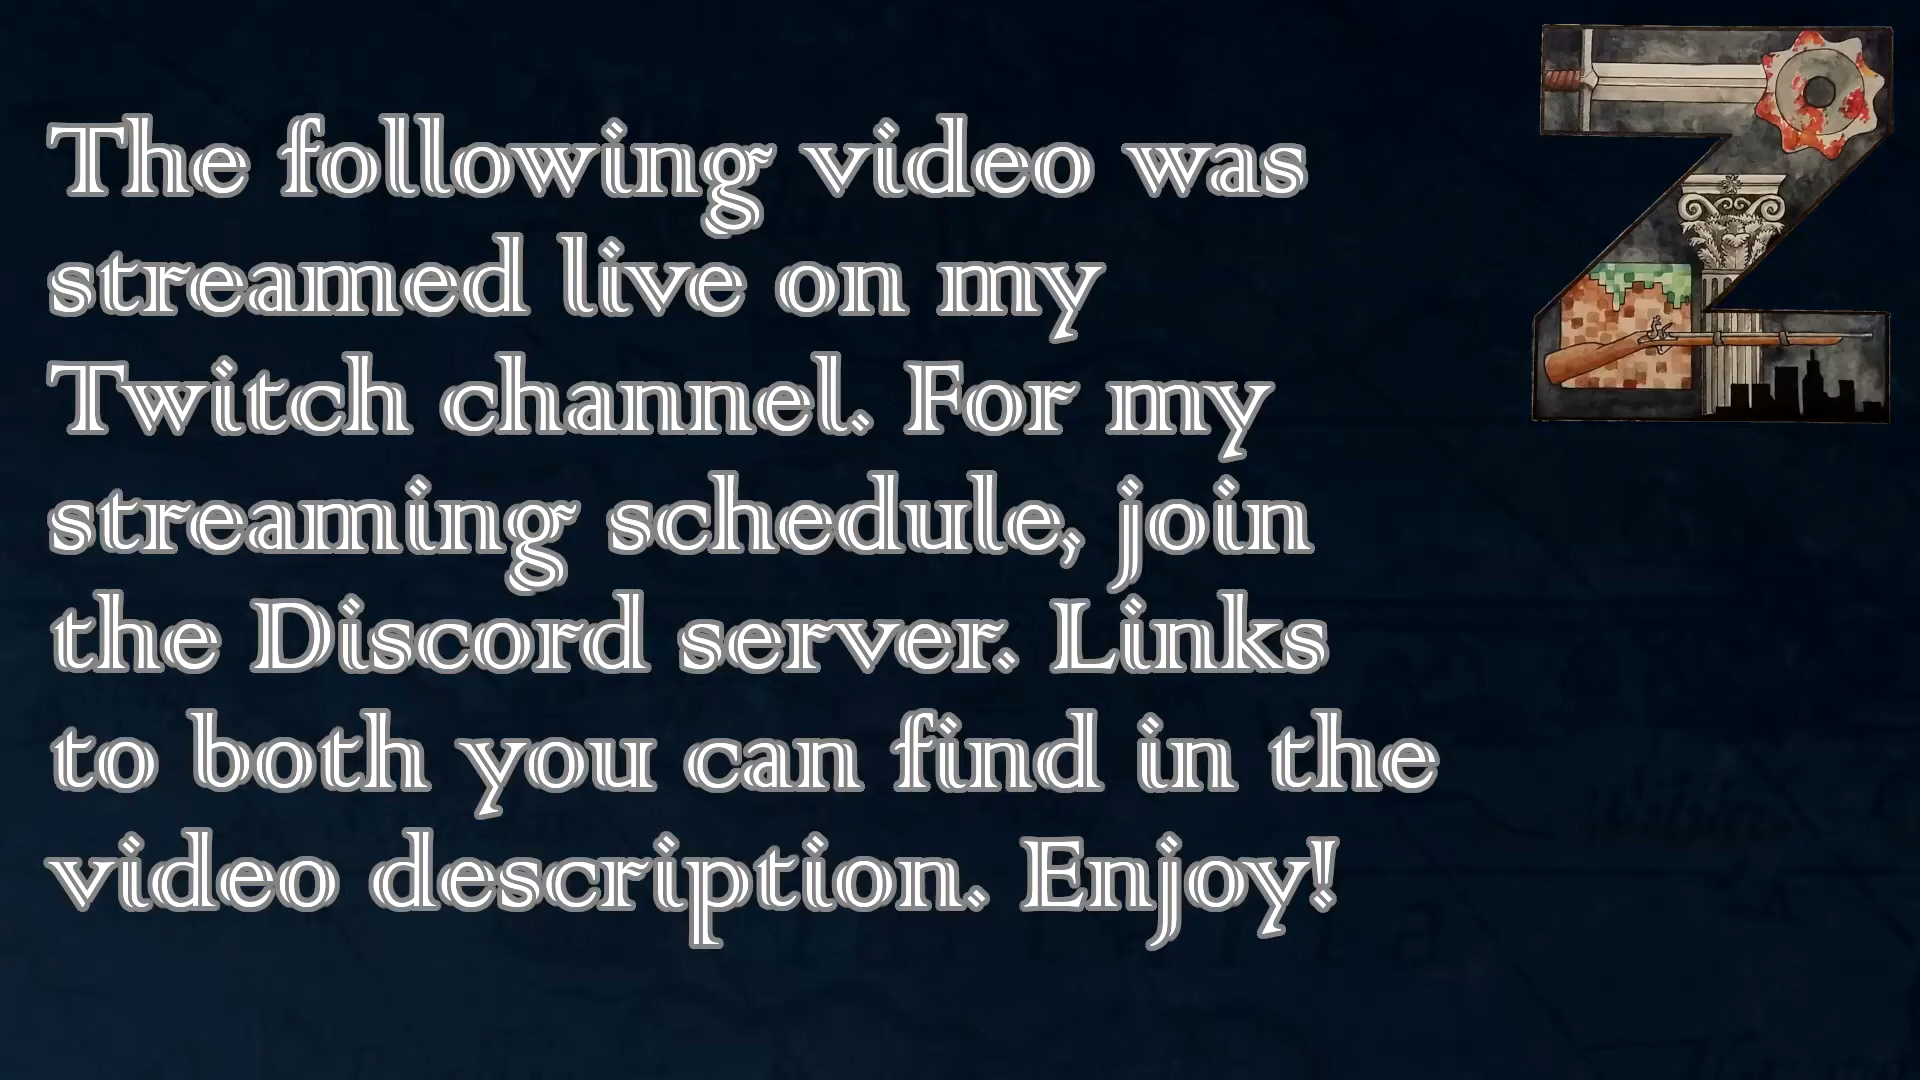 The following video was
streamed live on my
Twitch channel. For my
streaming schedule, join
the Discord server. Links
to both you can find in the
video description. Enjoy!